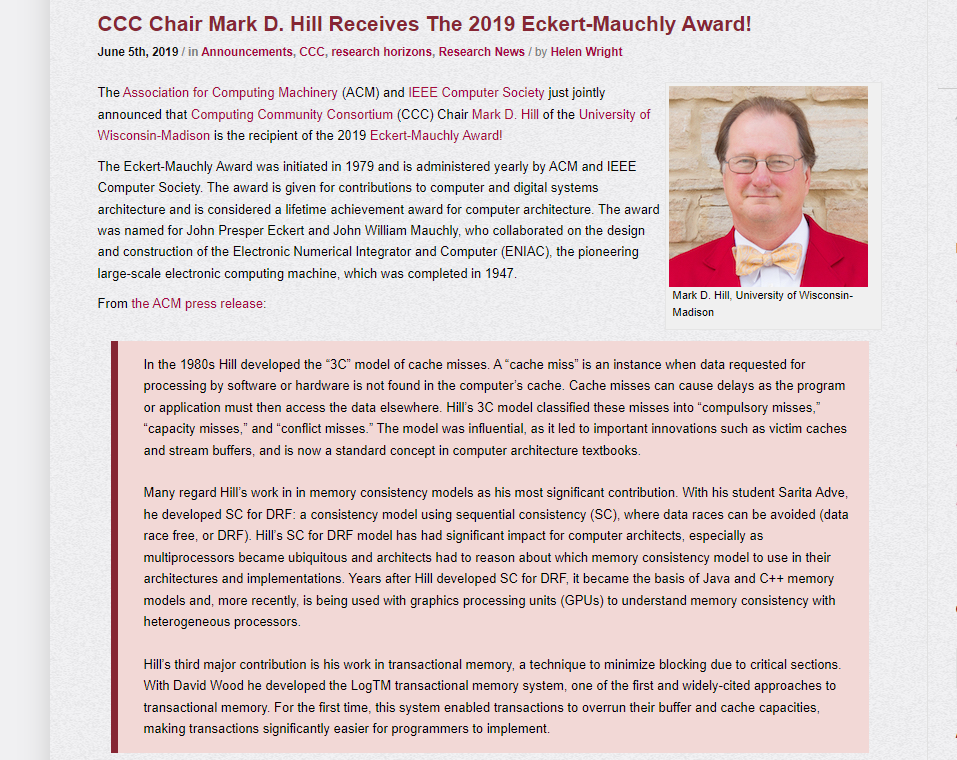 CCC Chair Mark D. Hill Receives The 2019 Eckert-Mauchly Award!
June 5th, 2019 / in Announcements, CCC, research horizons, Research News / by Helen Wright
The Association for Computing Machinery (ACM) and IEEE Computer Society just jointly
announced that Computing Community Consortium (CCC) Chair Mark D. Hill of the University of
Wisconsin-Madison is the recipient of the 2019 Eckert-Mauchly Award!
The Eckert-Mauchly Award was initiated in 1979 and is administered yearly by ACM and IEEE
Computer Society. The award is given for contributions to computer and digital systems
architecture and is considered a lifetime achievement award for computer architecture. The award
was named for John Presper Eckert and John William Mauchly, who collaborated on the design
and construction of the Electronic Numerical Integrator and Computer (ENIAC), the pioneering
large-scale electronic computing machine, which was completed in 1947.
From the ACM press release:
Mark D. Hill, University of Wisconsin-
Madison
In the 1980s Hill developed the “3C” model of cache misses. A “cache miss” is an instance when data requested for
processing by software or hardware is not found in the computer’s cache. Cache misses can cause delays as the program
or application must then access the data elsewhere. Hill’s 3C model classified these misses into “compulsory misses,”
“capacity misses,” and “conflict misses.” The model was influential, as it led to important innovations such as victim caches
and stream buffers, and is now a standard concept in computer architecture textbooks.
Many regard Hill’s work in in memory consistency models as his most significant contribution. With his student Sarita Adve,
he developed SC for DRF: a consistency model using sequential consistency (SC), where data races can be avoided (data
race free, or DRF). Hill’s SC for DRF model has had significant impact for computer architects, especially as
multiprocessors became ubiquitous and architects had to reason about which memory consistency model to use in their
architectures and implementations. Years after Hill developed SC for DRF, it became the basis of Java and C++ memory
models and, more recently, is being used with graphics processing units (GPUs) to understand memory consistency with
heterogeneous processors.
Hill’s third major contribution is his work in transactional memory, a technique to minimize blocking due to critical sections.
With David Wood he developed the LogTM transactional memory system, one of the first and widely-cited approaches to
transactional memory. For the first time, this system enabled transactions to overrun their buffer and cache capacities,
making transactions significantly easier for programmers to implement.